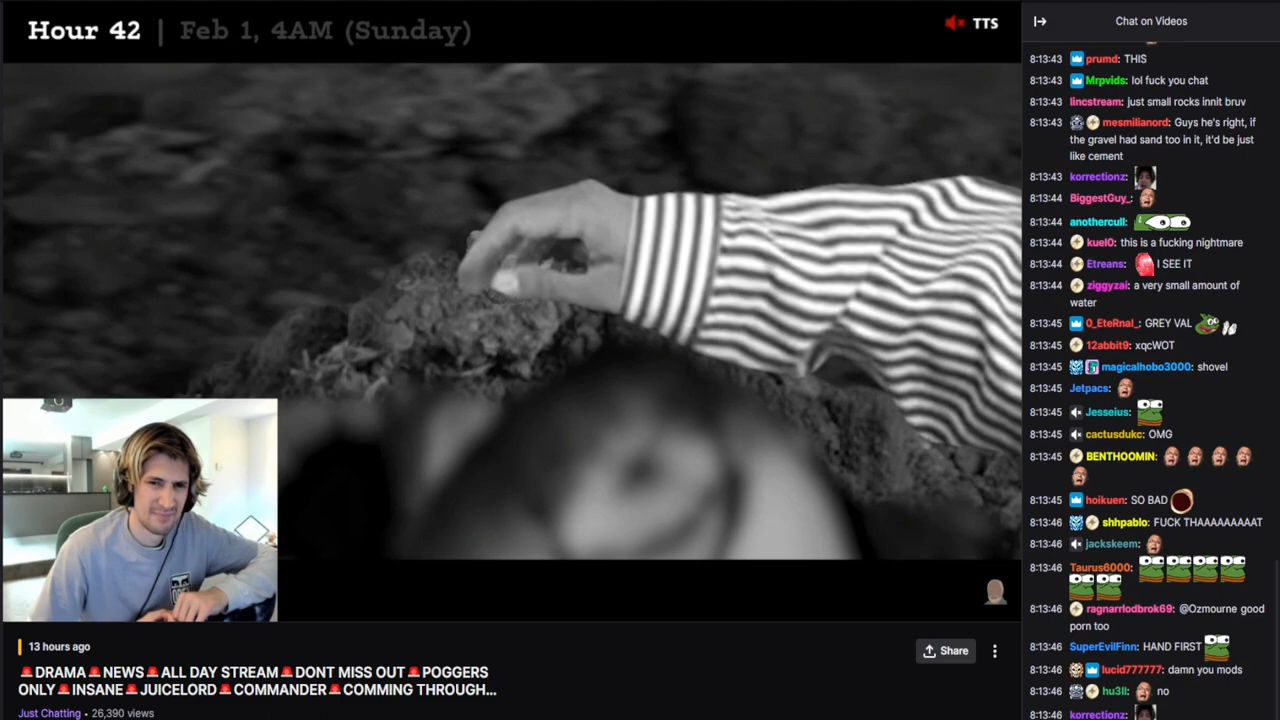 Hour 42 | Feb 1, 4AM (Sunday)
TTS
Chat on Videos
8:13:43 prumd: THIS
8:13:43 Mrpvids: lol fuck you chat
8:13:43 lincstream: just small rocks innit bruv
8:13:43 mesmilianord: Guys he's right, if
the gravel had sand too in it, it'd be just
like cement
8:13:43 korrectionz:
8:13:44 BiggestGuy_:
8:13:44 anothercull:
8:13:44 kuel0: this is a fucking nightmare
8:13:44 Etreans: I SEE IT
8:13:44 ziggyzai: a very small amount of
water
8:13:45 0_EteRnal_: GREY VAL
8:13:45 12abbit9: xqcWOT
8:13:45 magicalhobo3000: shovel
8:13:45 Jetpacs:
8:13:45 Jesseius:
8:13:45 cactusdukc: OMG
8:13:45 BENTHOOMIN:
8:13:45 hoikuen: SO BAD
8:13:46 shhpablo: FUCK THAAAAAAAAT
8:13:46 jackskeem:
8:13:46 Taurus6000:
8:13:46 ragnarrlodbrok69: @Ozmourne good
porn too
8:13:46 SuperEvilFinn: HAND FIRST
8:13:46 lucid777777: damn you mods
8:13:46 hu3ll: no
korrectionz:
13 hours ago
Share
DRAMA NEWS ALL DAY STREAM DONT MISS OUT POGGERS
ONLY INSANE JUICELORD COMMANDER COMMING THROUGH...
Just Chatting • 26,390 views